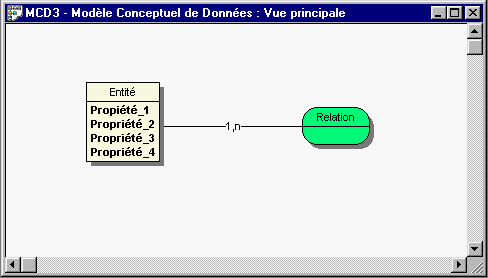 MCD3 - Modèle Conceptuel de Données : Vue principale
Entité
Propiété_1
Propriété_2
Propriété_3
Propriété_4
1,n
Relation